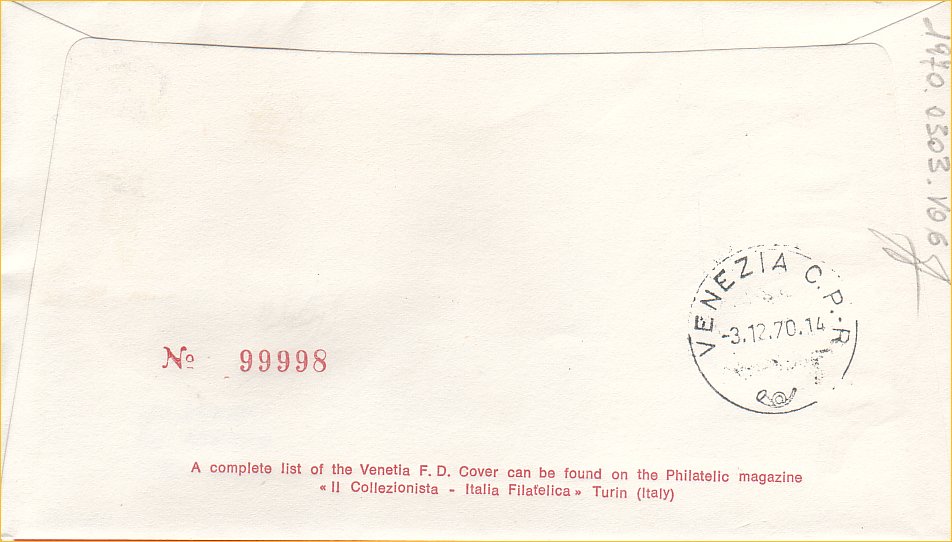 1970.0303.V06
VENEZIA C.P.-R
-3.12.70.14
No 99998
A complete list of the Venetia F.D. Cover can be found on the Philatelic magazine
« Il Collezionista - Italia Filatelica » Turin (Italy)